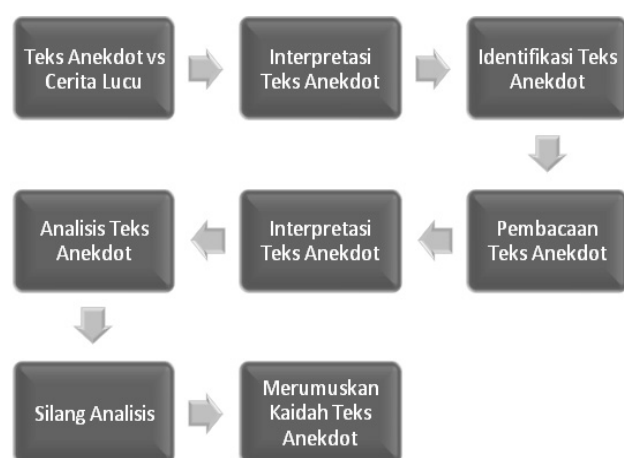 Teks Anekdot vs
Cerita Lucu
Interpretasi
Teks Anekdot
Identifikasi Teks
Anekdot
Pembacaan
Teks Anekdot
Interpretasi
Teks Anekdot
Analisis Teks
Anekdot
Silang Analisis
Merumuskan
Kaidah Teks
Anekdot